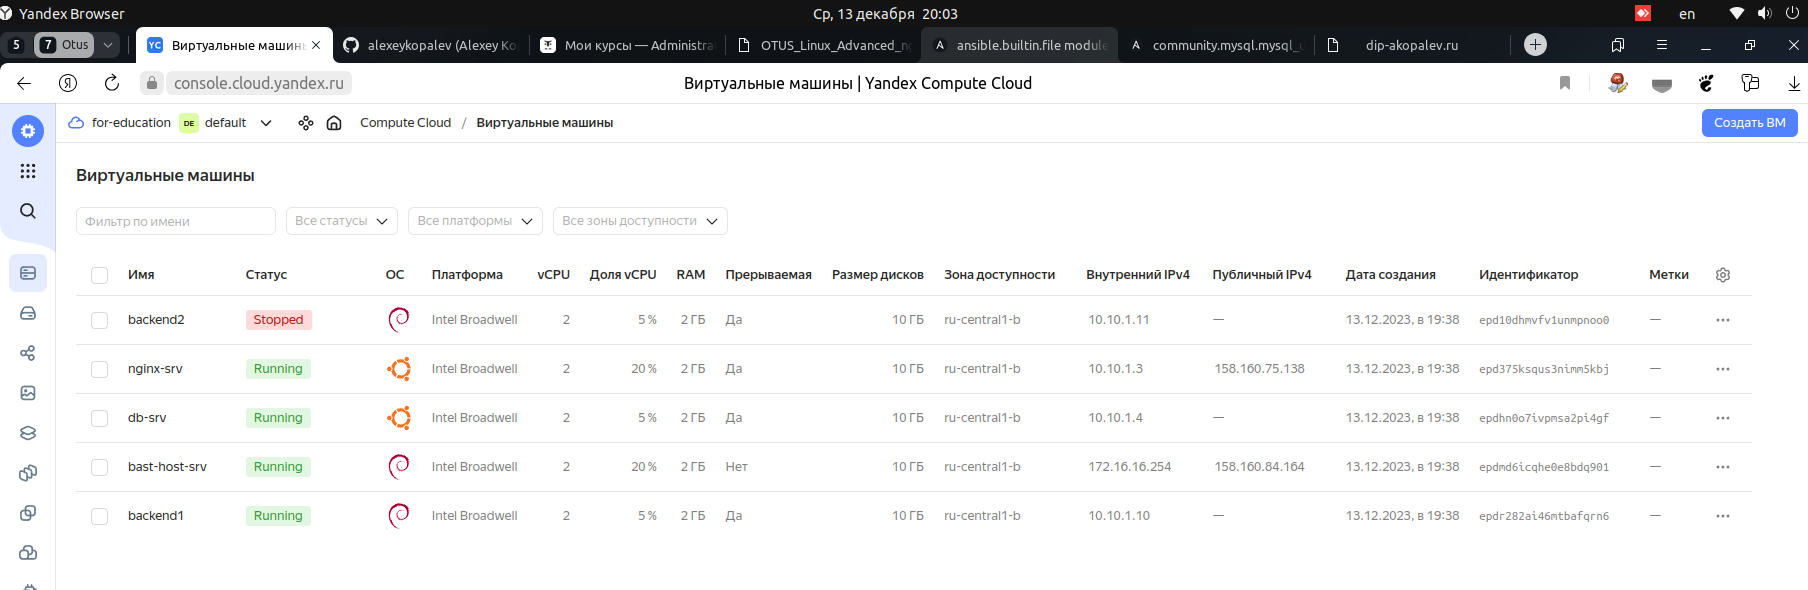 Yandex Browser
Ср, 13 декабря 20:03
en
5
7 Otus
YC Виртуальные машинь
alexeykopalev (Alexey Ko
Мои курсы — Administra
OTUS_Linux_Advanced_n
A ansible.builtin.file module
A community.mysql.mysql_u
dip-akopalev.ru
Я
console.cloud.yandex.ru
Виртуальные машины | Yandex Compute Cloud
for-education
DE default
Compute Cloud / Виртуальные машины
Создать ВМ
Виртуальные машины
Фильтр по имени
Все статусы
Все платформы
Все зоны доступности
Имя Статус ОС Платформа vCPU Доля vCPU RAM Прерываемая Размер дисков Зона доступности Внутренний IPv4 Публичный IPv4 Дата создания Идентификатор Метки
backend2 Stopped Intel Broadwell 2 5 % 2 ГБ Да 10 ГБ ru-central1-b 10.10.1.11 — 13.12.2023, в 19:38 epd10dhmvfv1unmpnoo0 — ···
nginx-srv Running Intel Broadwell 2 20 % 2 ГБ Да 10 ГБ ru-central1-b 10.10.1.3 158.160.75.138 13.12.2023, в 19:38 epd375ksqus3nimm5kbj — ···
db-srv Running Intel Broadwell 2 5 % 2 ГБ Да 10 ГБ ru-central1-b 10.10.1.4 — 13.12.2023, в 19:38 epdhn0o7ivpmsa2pi4gf — ···
bast-host-srv Running Intel Broadwell 2 20 % 2 ГБ Нет 10 ГБ ru-central1-b 172.16.16.254 158.160.84.164 13.12.2023, в 19:38 epdmd6icqhe0e8bdq901 — ···
backend1 Running Intel Broadwell 2 5 % 2 ГБ Да 10 ГБ ru-central1-b 10.10.1.10 — 13.12.2023, в 19:38 epdr282ai46mtbafqrn6 — ···